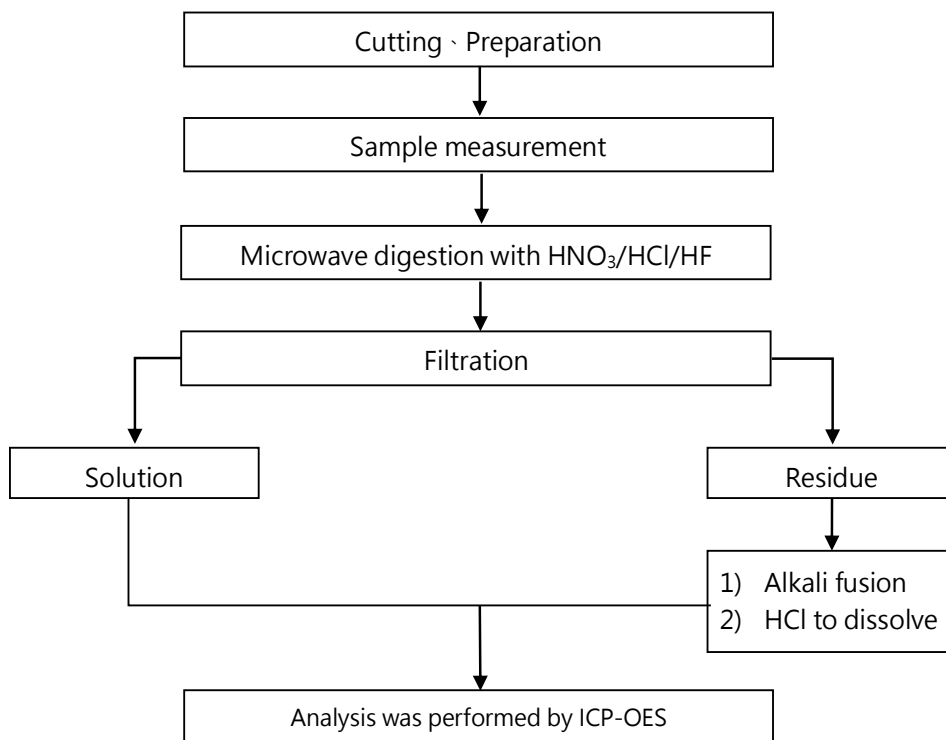 Cutting、Preparation
Sample measurement
Microwave digestion with HNO₃/HCl/HF
Filtration
Solution
Residue
1) Alkali fusion
2) HCl to dissolve
Analysis was performed by ICP-OES